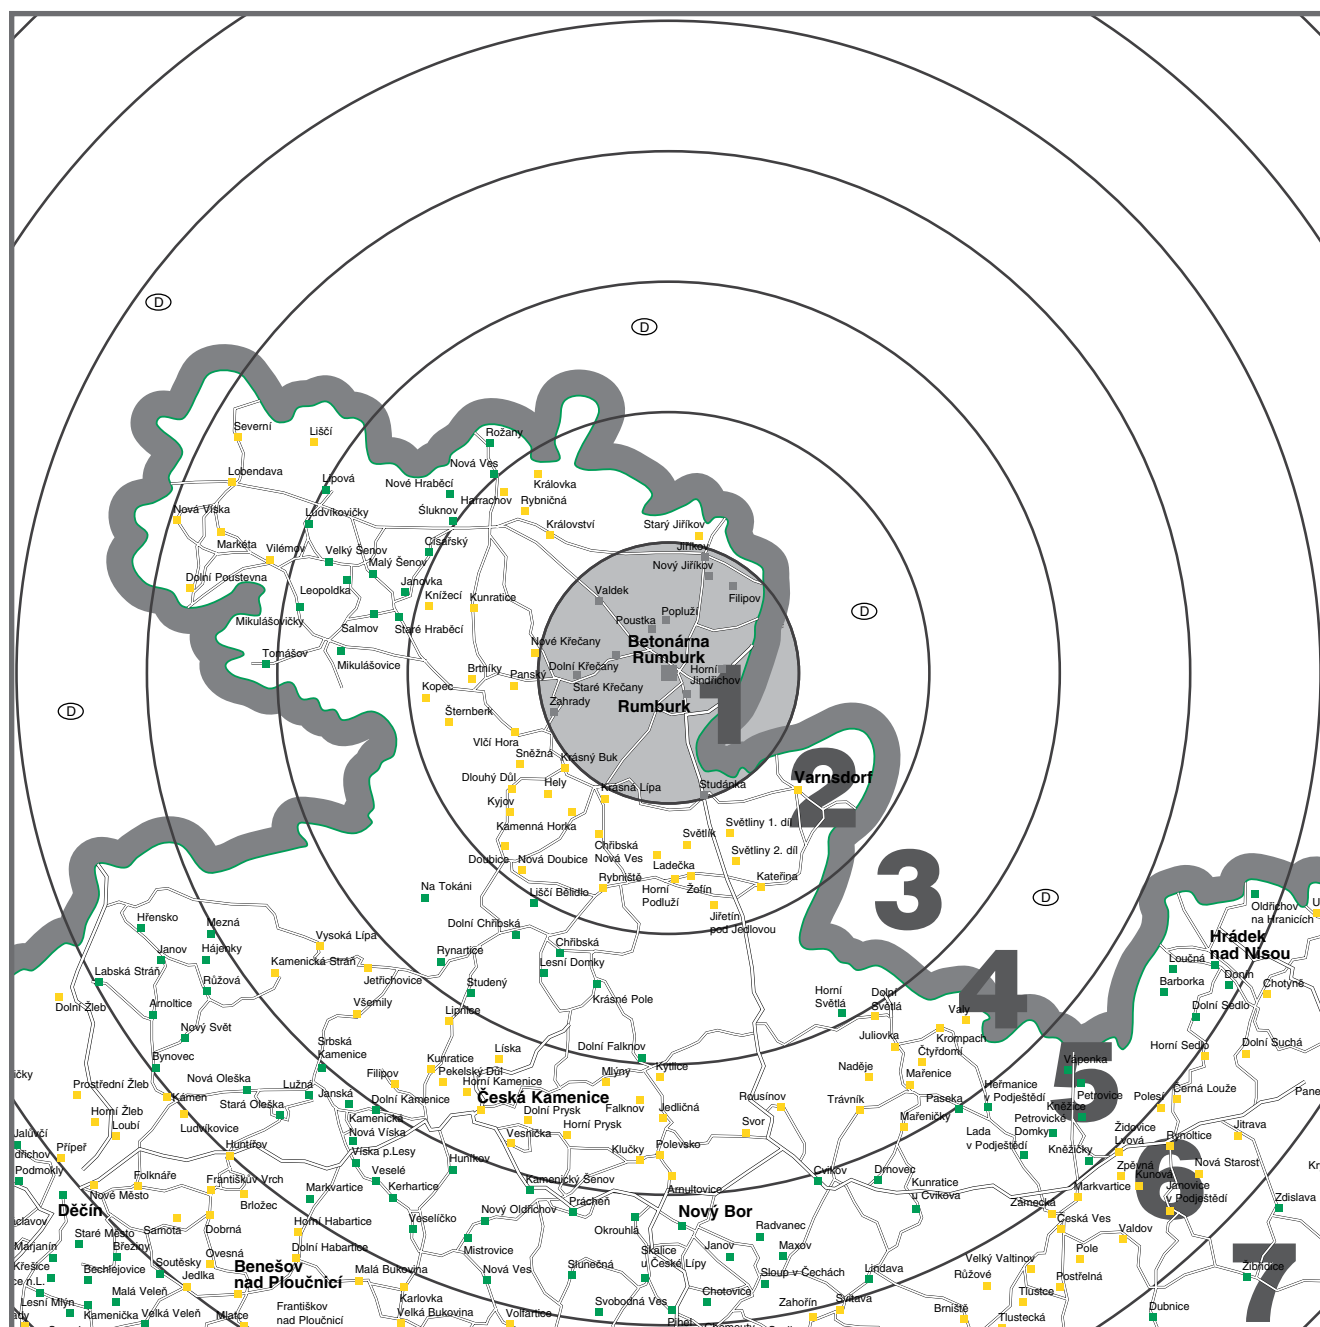 D
D
Severní
Liščí
Rožany
Lobendava
Lipová
Nová Ves
Nové Hraběcí
Královka
Harrachov
Rybničná
Nová Víska
Ludvíkovičky
Šluknov
Království
Starý Jiříkov
Markéta
Vilémov
Velký Šenov
Císařský
Jiříkov
Malý Šenov
Nový Jiříkov
Dolní Poustevna
Leopoldka
Janovka
Knížecí
Kunratice
Valdek
Filipov
D
Mikulášovičky
Salmov
Staré Hraběcí
Poustka
Popluží
Nové Křečany
Betonárna
Rumburk
Tomášov
Mikulášovice
Brtníky
Panský
Dolní Křečany
Horní
Jindřichov
Kopec
Staré Křečany
Zahrady
Rumburk
1
D
Šternberk
Vlčí Hora
Sněžná
Krásný Buk
Dlouhý Důl
Hely
Krásná Lípa
Studánka
Varnsdorf
2
Kyjov
Kamenná Horka
Světliny 1. díl
Světlík
Chřibská
Nová Ves
Doubice
Nová Doubice
Ladečka
Světliny 2. díl
Rybniště
Kateřina
3
Na Tokáni
Liščí Bělidlo
Horní
Podluží
Žofín
Jiřetín
pod Jedlovou
D
Oldřichov
na Hranicích
Hřensko
Mezná
Dolní Chřibská
Vysoká Lípa
Chřibská
Hrádek
nad Nisou
Janov
Hájenky
Rynartice
Lesní Domky
Loučná
Labská Stráň
Kamenická Stráň
Růžová
Jetřichovice
Studený
Krásné Pole
4
Barborka
Donín
Chotyně
Dolní Žleb
Arnoltice
Všemily
Lipnice
Horní
Světlá
Dolní
Světlá
Valy
Dolní Sedlo
Nový Svět
Srbská
Kamenice
Juliovka
Krompach
Bynovec
Líska
Dolní Falknov
Čtyřdomí
Horní Sedlo
Dolní Suchá
Kunratice
Pekelský Důl
Naděje
Vápenka
5
Prostřední Žleb
Nová Oleška
Lužná
Filipov
Horní Kamenice
Mlýny
Kytlice
Mařenice
Heřmanice
v Podještědí
Petrovice
Černá Louže
Kámen
Stará Oleška
Janská
Dolní Kamenice
Česká Kamenice
Rousínov
Trávník
Paseka
Kněžice
Polesí
Horní Žleb
Loubí
Ludvíkovice
Kamenická
Nová Víska
Dolní Prysk
Falknov
Jedličná
Svor
Mařeničky
Petrovické
Domky
Židovice
Lvová
Jitrava
Horní Prysk
Vesnička
Lada
v Podještědí
Rynoltice
Přípeř
Huntířov
Víska p.Lesy
Klučky
Polevsko
Kněžičky
6
Podmokly
Folknáře
Františkův Vrch
Veselé
Huníkov
Kamenický Šenov
Cvikov
Drnovec
Zpěvná
Kunová
Nová Starost
Nové Město
Markvartice
Kerhartice
Prácheň
Arnultovice
Kunratice
u Cvikova
Markvartice
Janovice
v Podještědí
Zdislava
Děčín
Brložec
Veselíčko
Nový Oldřichov
Nový Bor
Zámecká
Česká Ves
Samota
Dobrná
Horní Habartice
Okrouhlá
Radvanec
Valdov
Staré Město
Březiny
Dolní Habartice
Mistrovice
Skalice
u České Lípy
Janov
Maxov
Pole
Velký Valtinov
Bechlejovice
Soutěsky
Ovesná
Jedlka
Benešov
nad Ploučnicí
Malá Bukovina
Nová Ves
Slunečná
Sloup v Čechách
Lindava
Růžové
Postřelná
7
Zibřidice
Malá Veleň
Karlovka
Chotovice
Tlustce
Lesní Mlýn
Kamenička
Velká Veleň
Mlatce
Františkov
nad Ploučnicí
Velká Bukovina
Volfartice
Svobodná Ves
Zahořín
Svitava
Brniště
Tlustecká
Dubnice